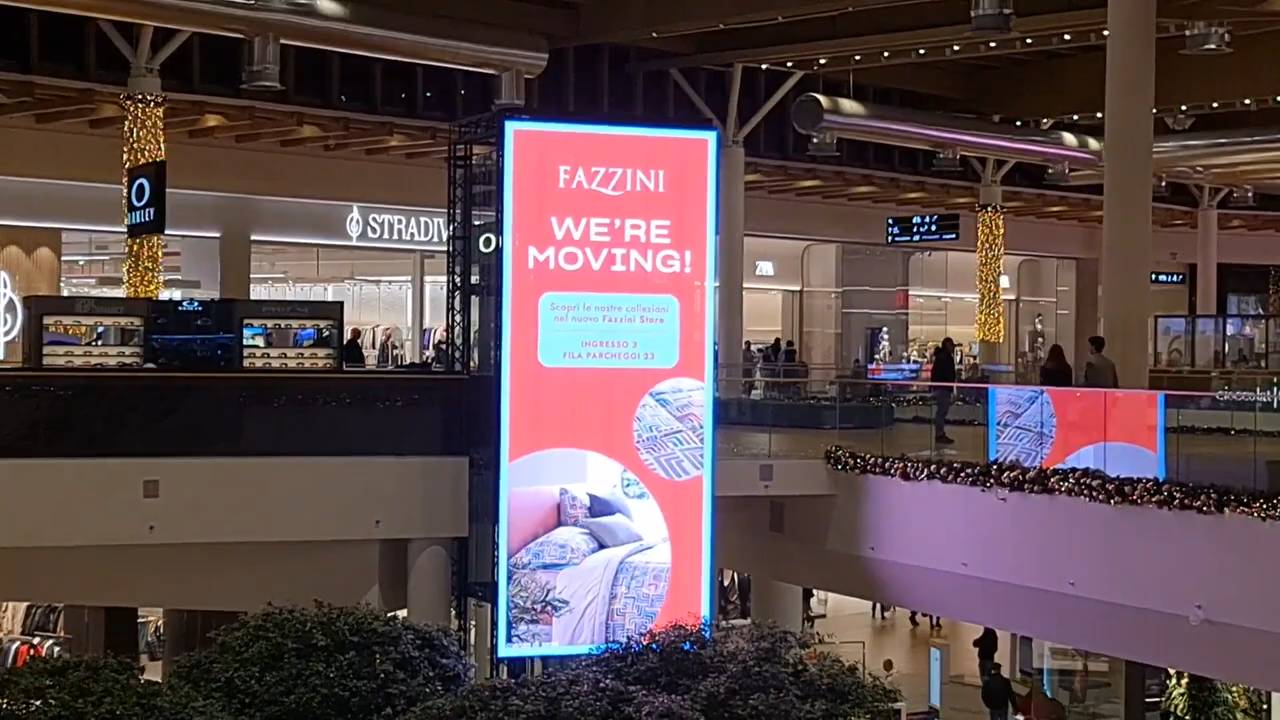 FAZZINI
WE'RE
MOVING!
Scopri le nostre collezioni
nel nuovo Fazzini Store
INGRESSO 3
FILA PARCHEGGI 23
STRADIV
OAKLEY